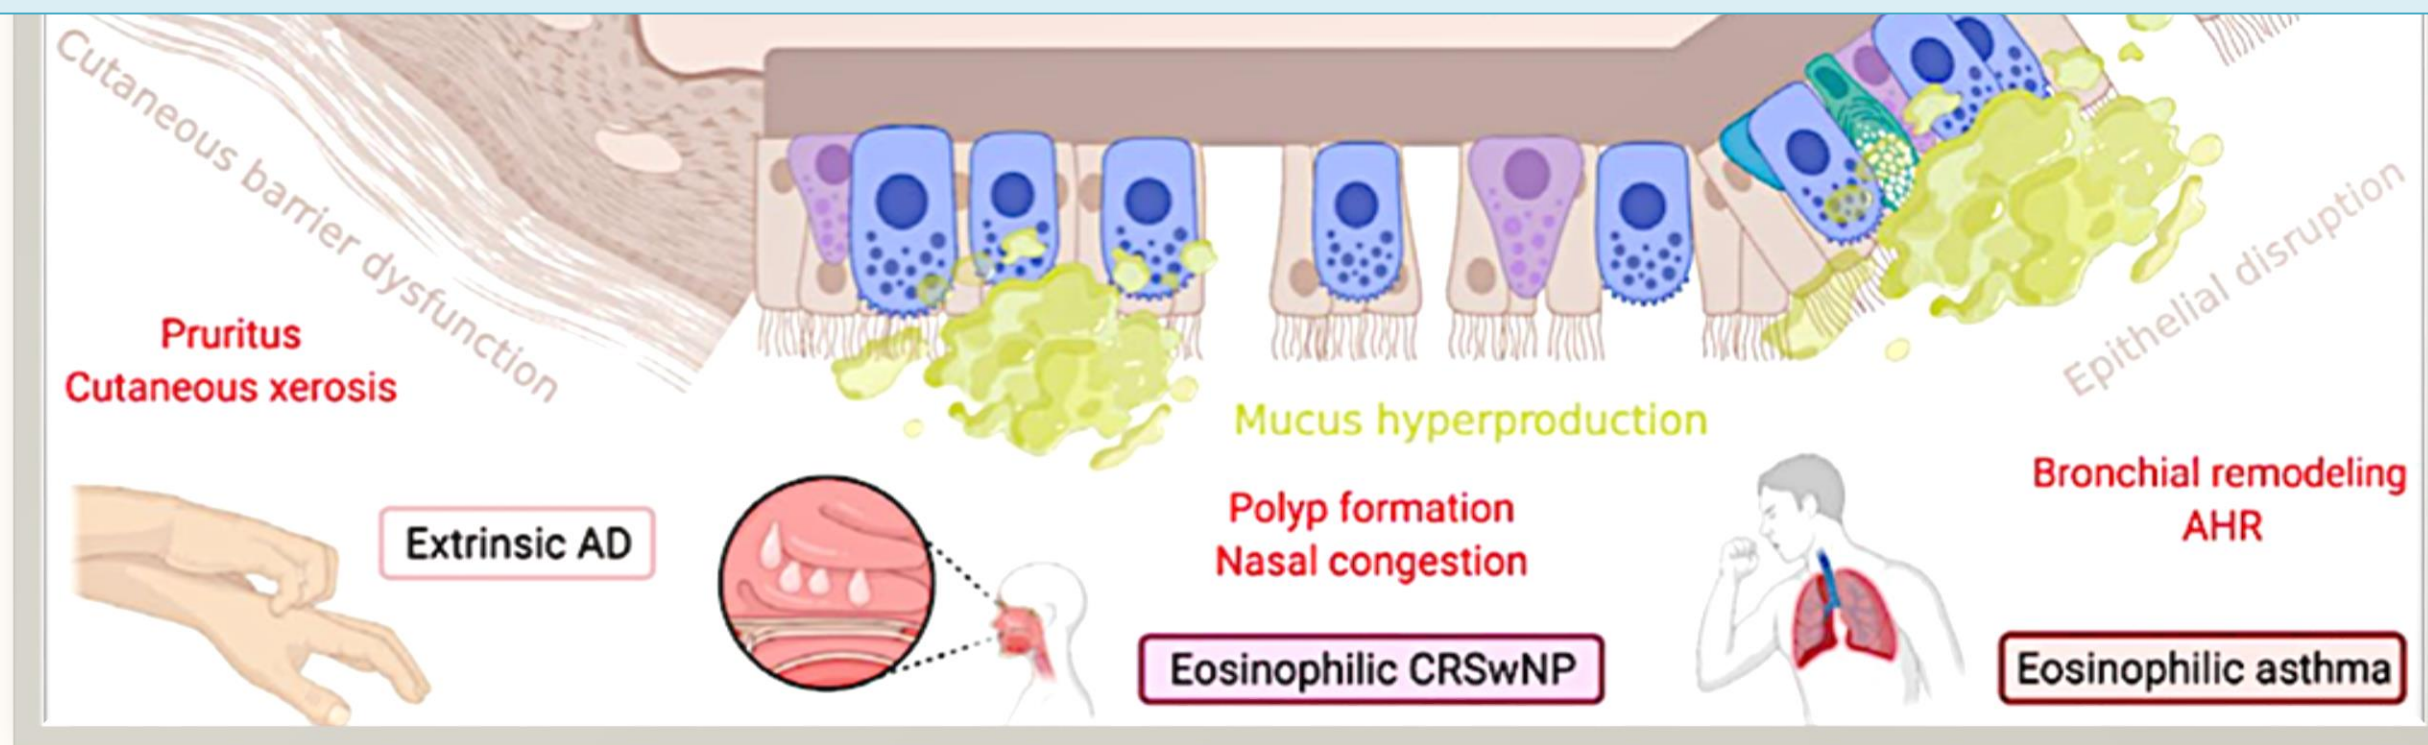 Cutaneous barrier dysfunction
Pruritus
Cutaneous xerosis
Extrinsic AD
Mucus hyperproduction
Polyp formation
Nasal congestion
Eosinophilic CRSwNP
Epithelial disruption
Bronchial remodeling
AHR
Eosinophilic asthma